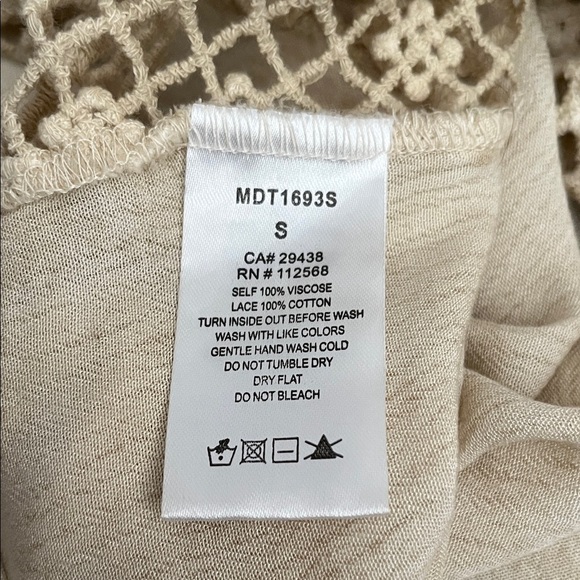 MDT1693S
S
CA# 29438
RN # 112568
SELF 100% VISCOSE
LACE 100% COTTON
TURN INSIDE OUT BEFORE WASH
WASH WITH LIKE COLORS
GENTLE HAND WASH COLD
DO NOT TUMBLE DRY
DRY FLAT
DO NOT BLEACH